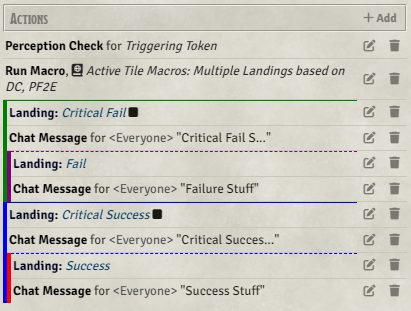 ACTIONS + Add
Perception Check for Triggering Token
Run Macro, Active Tile Macros: Multiple Landings based on
DC, PF2E
Landing: Critical Fail
Chat Message for <Everyone> "Critical Fail S..."
Landing: Fail
Chat Message for <Everyone> "Failure Stuff"
Landing: Critical Success
Chat Message for <Everyone> "Critical Succes..."
Landing: Success
Chat Message for <Everyone> "Success Stuff"